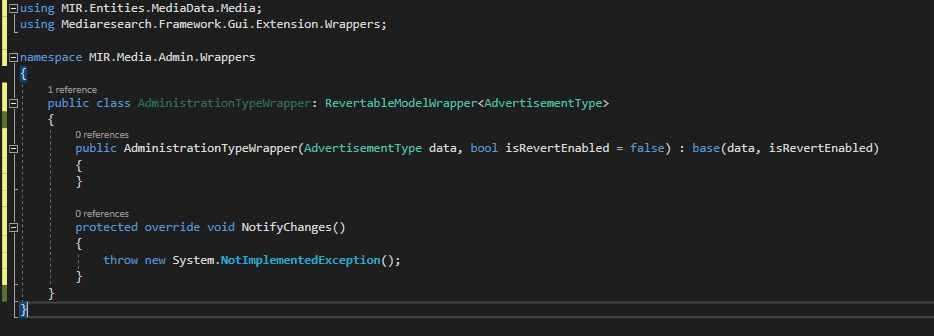 using MIR.Entities.MediaData.Media;
using Mediaresearch.Framework.Gui.Extension.Wrappers;
namespace MIR.Media.Admin.Wrappers
{
1 reference
public class AdministrationTypeWrapper: RevertableModelWrapper<AdvertisementType>
{
0 references
public AdministrationTypeWrapper(AdvertisementType data, bool isRevertEnabled = false) : base(data, isRevertEnabled)
{
}
0 references
protected override void NotifyChanges()
{
throw new System.NotImplementedException();
}
}
}